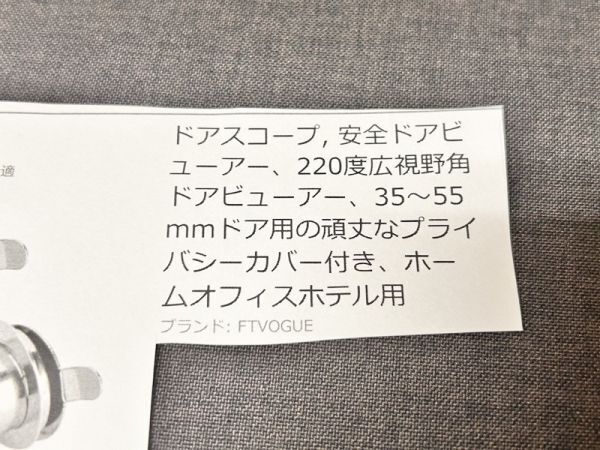 適
ドアスコープ, 安全ドアビ
ューアー、220度広視野角
ドアビューアー、35～55
mmドア用の頑丈なプライ
バシーカバー付き、ホー
ムオフィスホテル用
ブランド: FTVOGUE